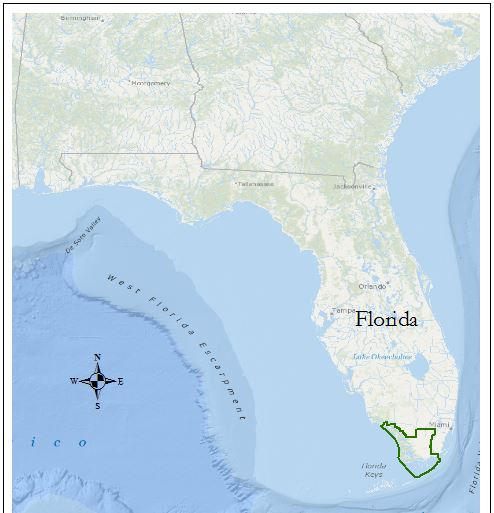 Birmingham
Montgomery
Tallahassee
Jacksonville
De Soto Valley
West Florida Escarpment
Orlando
Tampa
Florida
Lake Okeechobee
N
W E
S
Miami
i c o
Florida
Keys
Florida